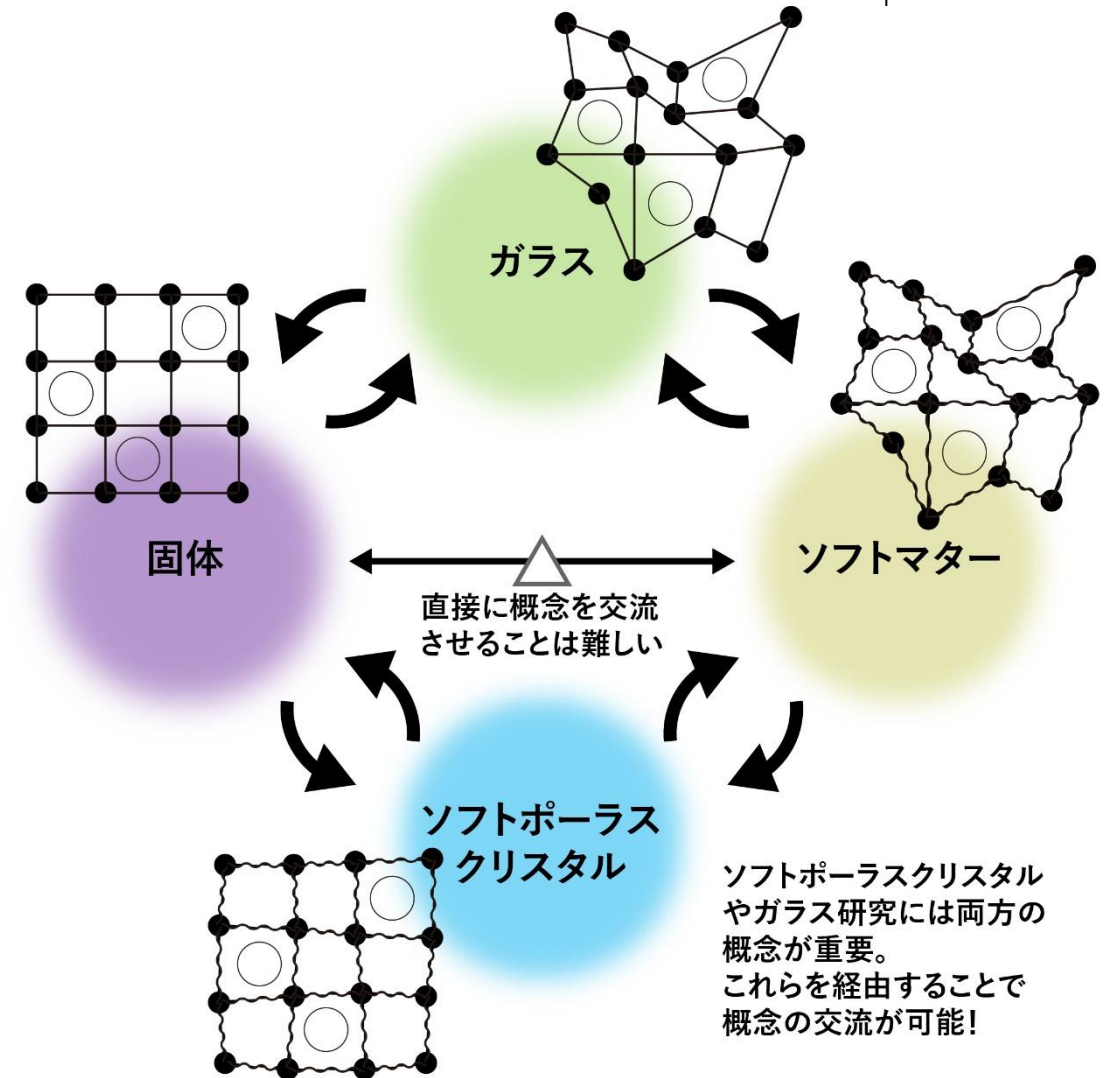 ガラス
固体
ソフトマター
直接に概念を交流
させることは難しい
ソフトポーラス
クリスタル
ソフトポーラスクリスタル
やガラス研究には両方の
概念が重要。
これらを経由することで
概念の交流が可能!